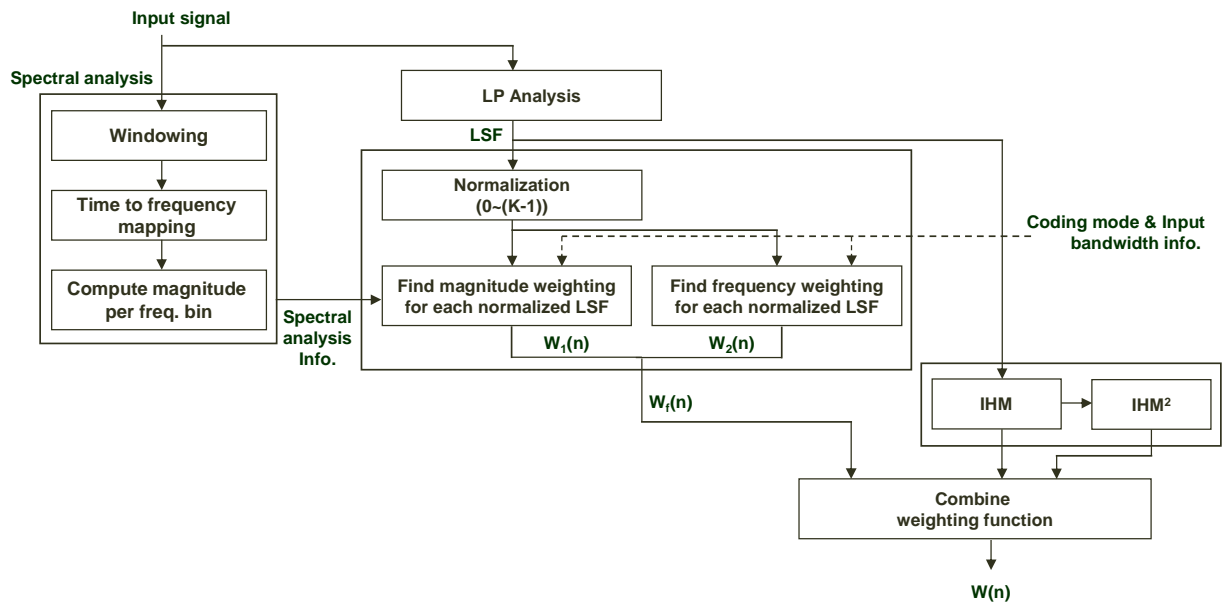 Input signal
Spectral analysis
LP Analysis
Windowing
LSF
Normalization
(0~(K-1))
Time to frequency
mapping
Coding mode & Input
bandwidth info.
Compute magnitude
per freq. bin
Find magnitude weighting
for each normalized LSF
Find frequency weighting
for each normalized LSF
Spectral
analysis
Info.
W₁(n)
W₂(n)
W_f(n)
IHM
IHM²
Combine
weighting function
W(n)